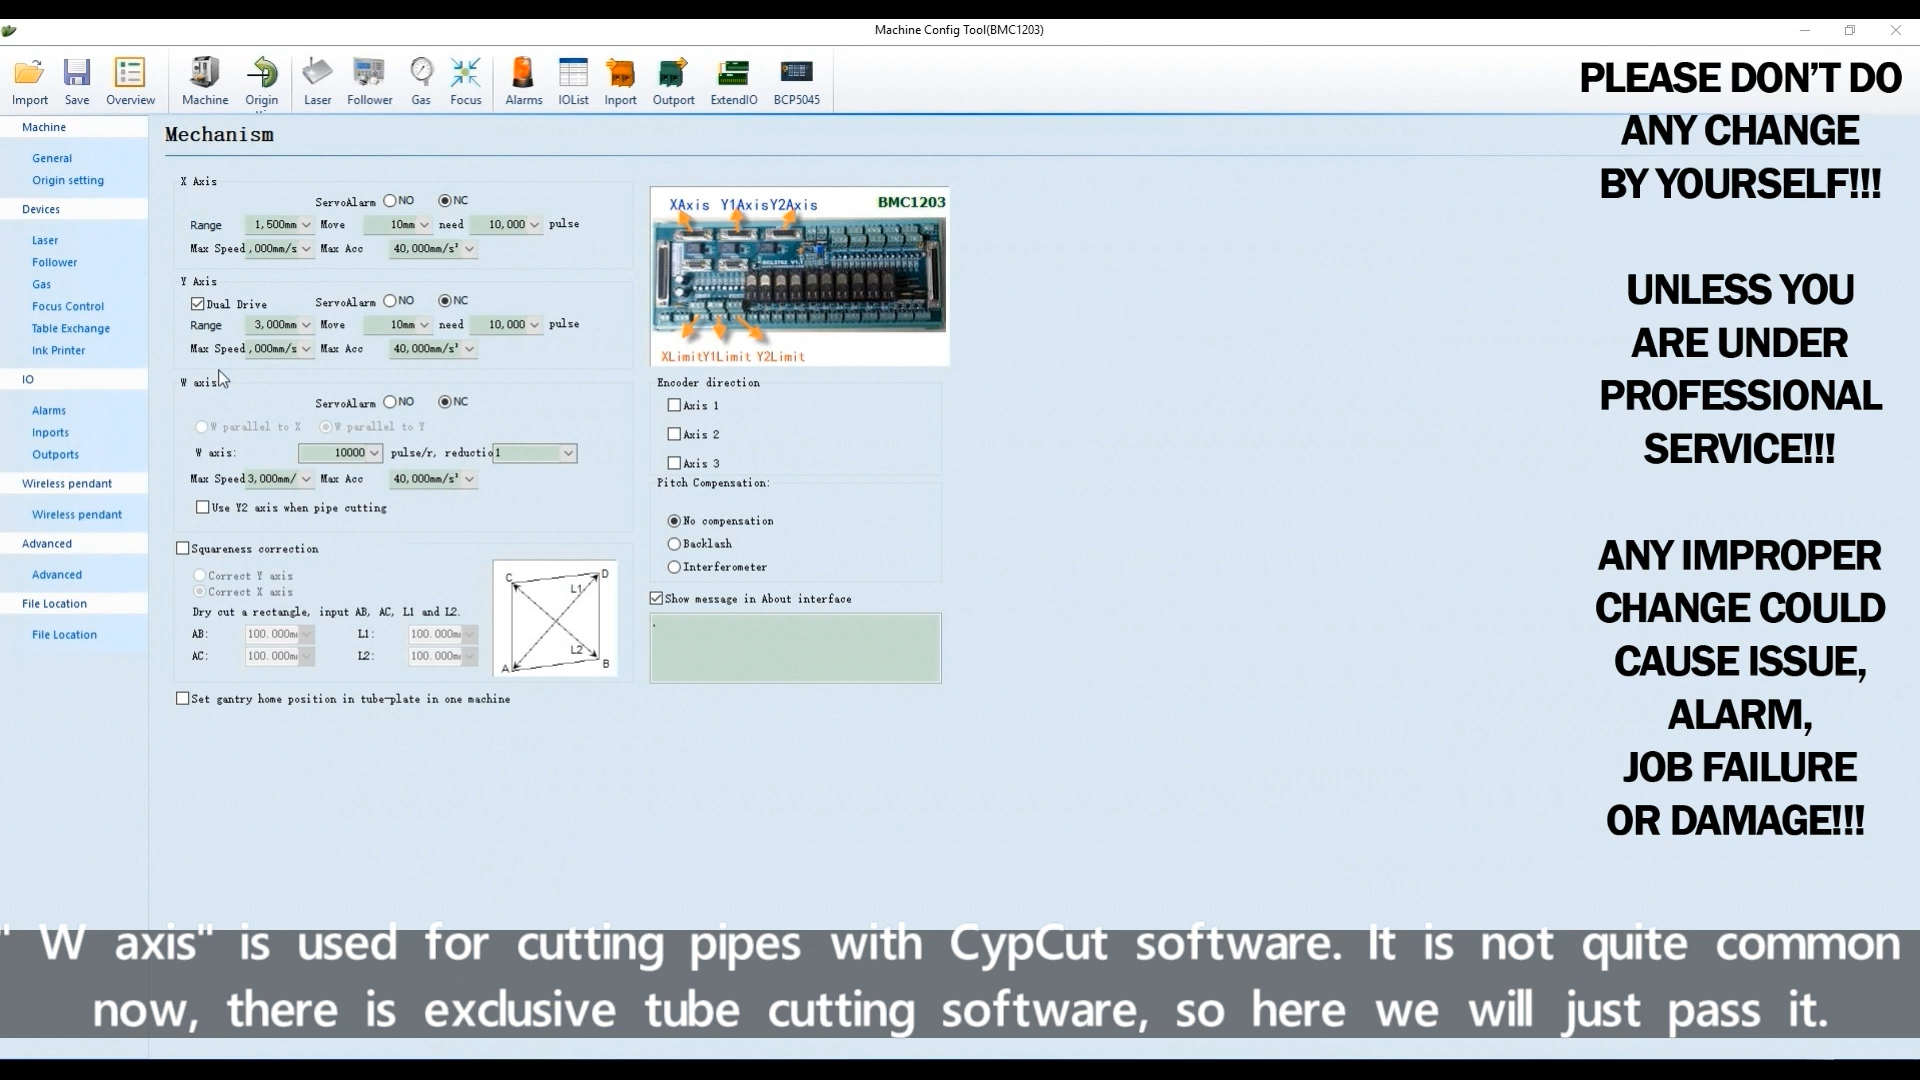 Machine Config Tool(BMC1203)
Import Save Overview Machine Origin Laser Follower Gas Focus Alarms IOList Inport Outport ExtendIO BCP5045
Machine
General
Origin setting
Devices
Laser
Follower
Gas
Focus Control
Table Exchange
Ink Printer
IO
Alarms
Inports
Outports
Wireless pendant
Wireless pendant
Advanced
Advanced
File Location
File Location
Mechanism
X Axis
ServoAlarm NO NC
Range 1,500mm Move 10mm need 10,000 pulse
Max Speed ,000mm/s Max Acc 40,000mm/s²
Y Axis
Dual Drive ServoAlarm NO NC
Range 3,000mm Move 10mm need 10,000 pulse
Max Speed ,000mm/s Max Acc 40,000mm/s²
W axis
ServoAlarm NO NC
W parallel to X W parallel to Y
W axis: 10000 pulse/r, reductio 1
Max Speed 3,000mm/ Max Acc 40,000mm/s²
Use Y2 axis when pipe cutting
Squareness correction
Correct Y axis
Correct X axis
Dry cut a rectangle, input AB, AC, L1 and L2.
AB: 100.000m L1: 100.000m
AC: 100.000m L2: 100.000m
C D L1 L2 A B
Set gantry home position in tube-plate in one machine
XAxis Y1Axis Y2Axis BMC1203
XLimit Y1Limit Y2Limit
Encoder direction
Axis 1
Axis 2
Axis 3
Pitch Compensation:
No compensation
Backlash
Interferometer
Show message in About interface
PLEASE DON'T DO
ANY CHANGE
BY YOURSELF!!!
UNLESS YOU
ARE UNDER
PROFESSIONAL
SERVICE!!!
ANY IMPROPER
CHANGE COULD
CAUSE ISSUE,
ALARM,
JOB FAILURE
OR DAMAGE!!!
" W axis" is used for cutting pipes with CypCut software. It is not quite common
now, there is exclusive tube cutting software, so here we will just pass it.